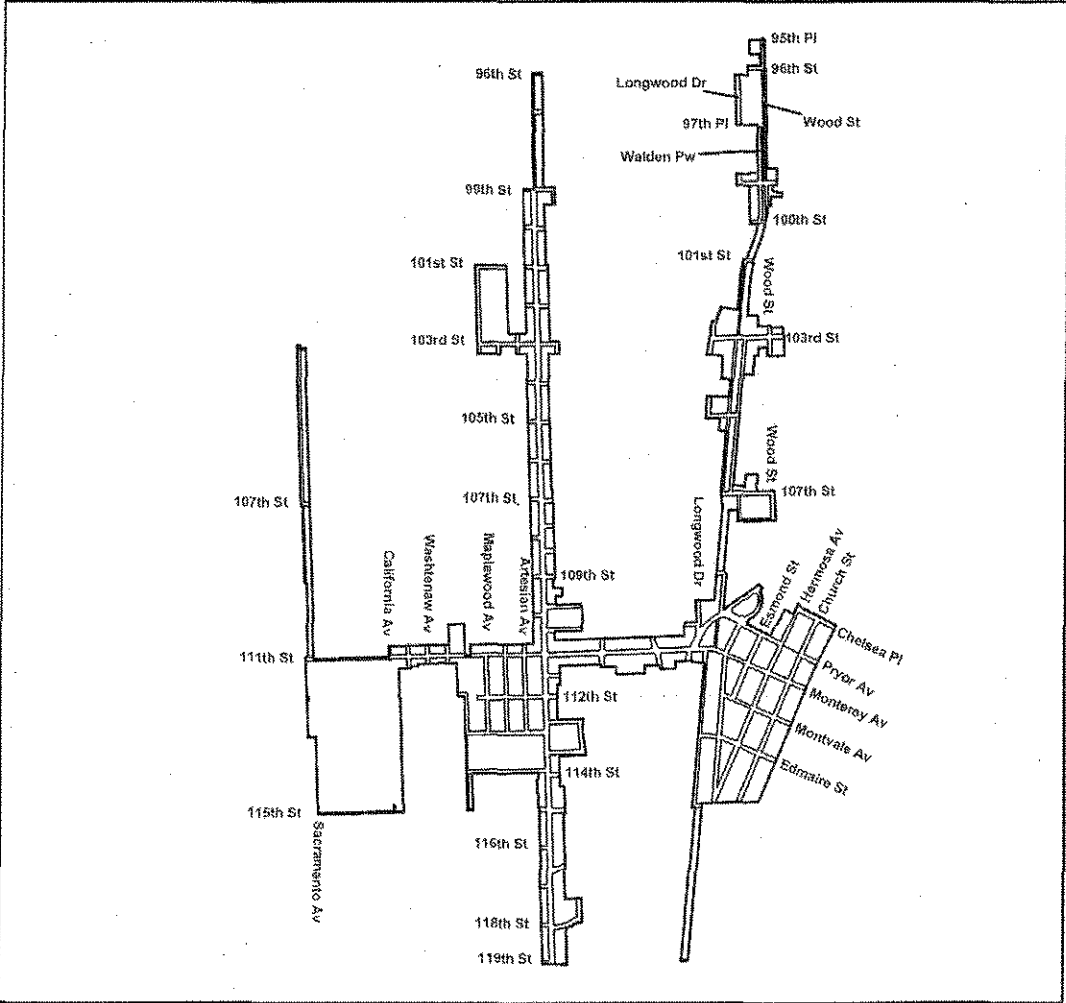 95th Pl
96th St
96th St
Longwood Dr
97th Pl
Wood St
Walden Pw
99th St
100th St
101st St
101st St
Wood St
103rd St
103rd St
105th St
Wood St
107th St
107th St
107th St
Longwood Dr
California Av
Washtenaw Av
Maplewood Av
Artesian Av
109th St
Esmond St
Hermosa Av
Church St
Chelsea Pl
111th St
Pryor Av
112th St
Monterey Av
Montvale Av
114th St
Edmaire St
115th St
Sacramento Av
116th St
118th St
119th St